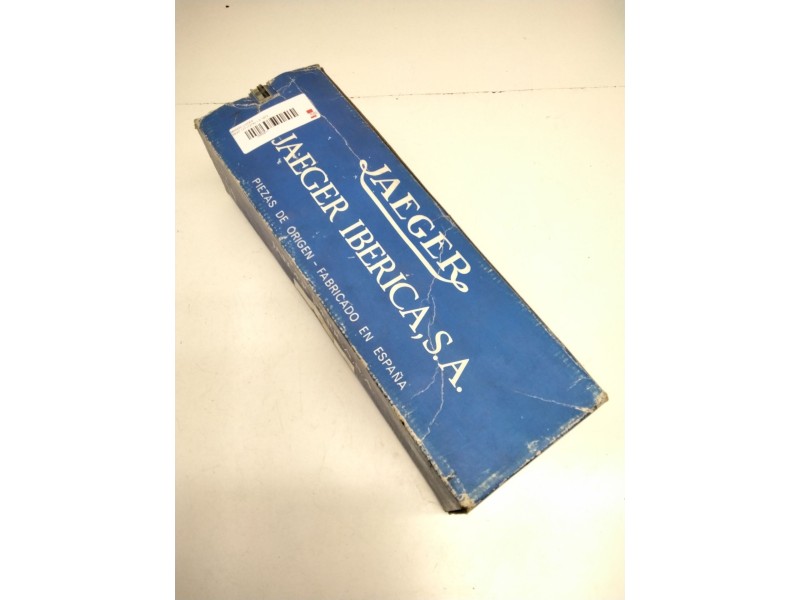 JAEGER
JAEGER IBERICA, S.A.
PIEZAS DE ORIGEN - FABRICADO EN ESPAÑA